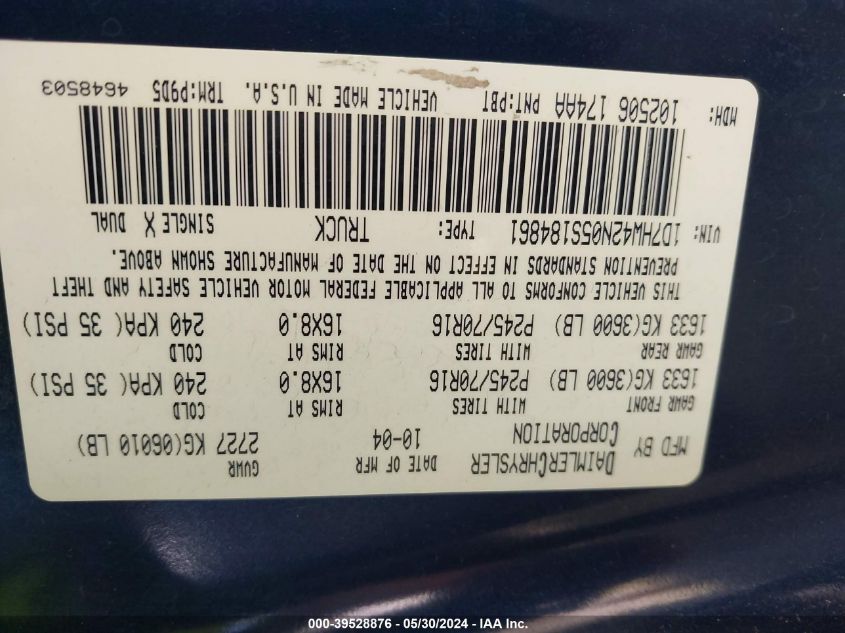 MFD BY DAIMLERCHRYSLER CORPORATION DATE OF MFR 10-04 GVWR 2727 KG(06010 LB)
GAWR FRONT WITH TIRES RIMS AT COLD
1633 KG(3600 LB) P245/70R16 16X8.0 240 KPA(35 PSI)
GAWR REAR WITH TIRES RIMS AT COLD
1633 KG(3600 LB) P245/70R16 16X8.0 240 KPA(35 PSI)
THIS VEHICLE CONFORMS TO ALL APPLICABLE FEDERAL MOTOR VEHICLE SAFETY AND THEFT
PREVENTION STANDARDS IN EFFECT ON THE DATE OF MANUFACTURE SHOWN ABOVE.
VIN: 1D7HW42N05S184861 TYPE: TRUCK SINGLE X DUAL
MDH: 102506 174AA PNT:PBT VEHICLE MADE IN U.S.A. TRM:P9D5 4648503
000-39528876 / 05/30/2024 - IAA Inc.